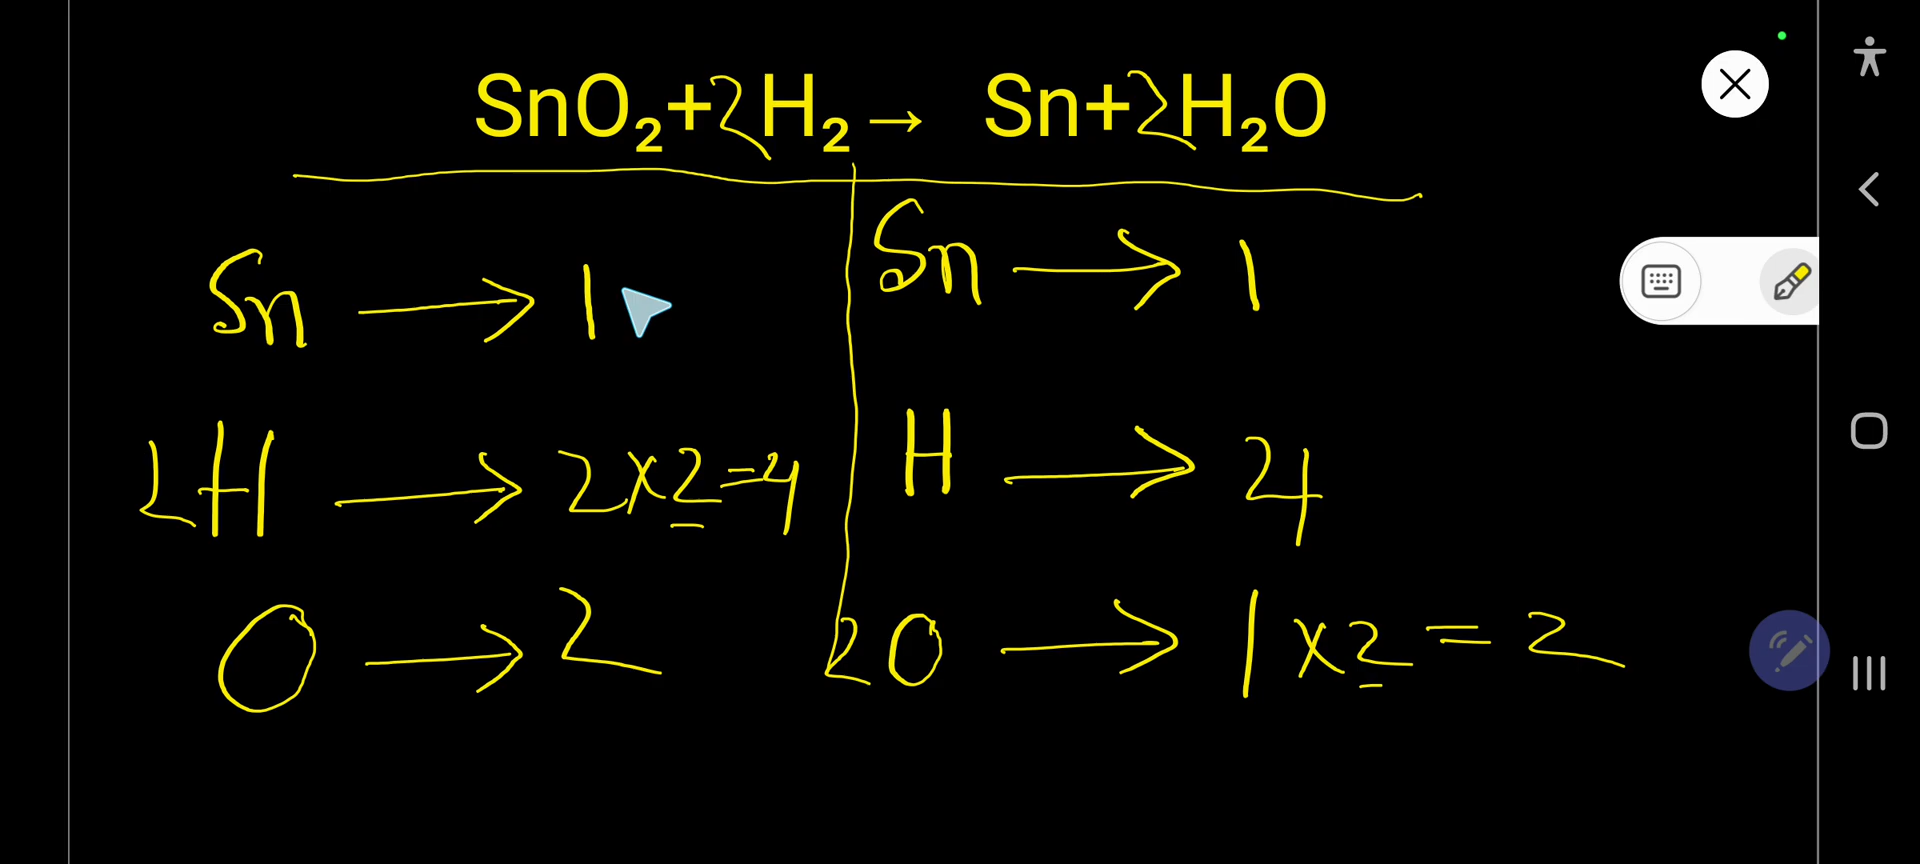 SnO₂+2H₂→ Sn+2H₂O
Sn → 1
Sn → 1
2H → 2x2=4
H → 4
O → 2
2O → 1x2=2